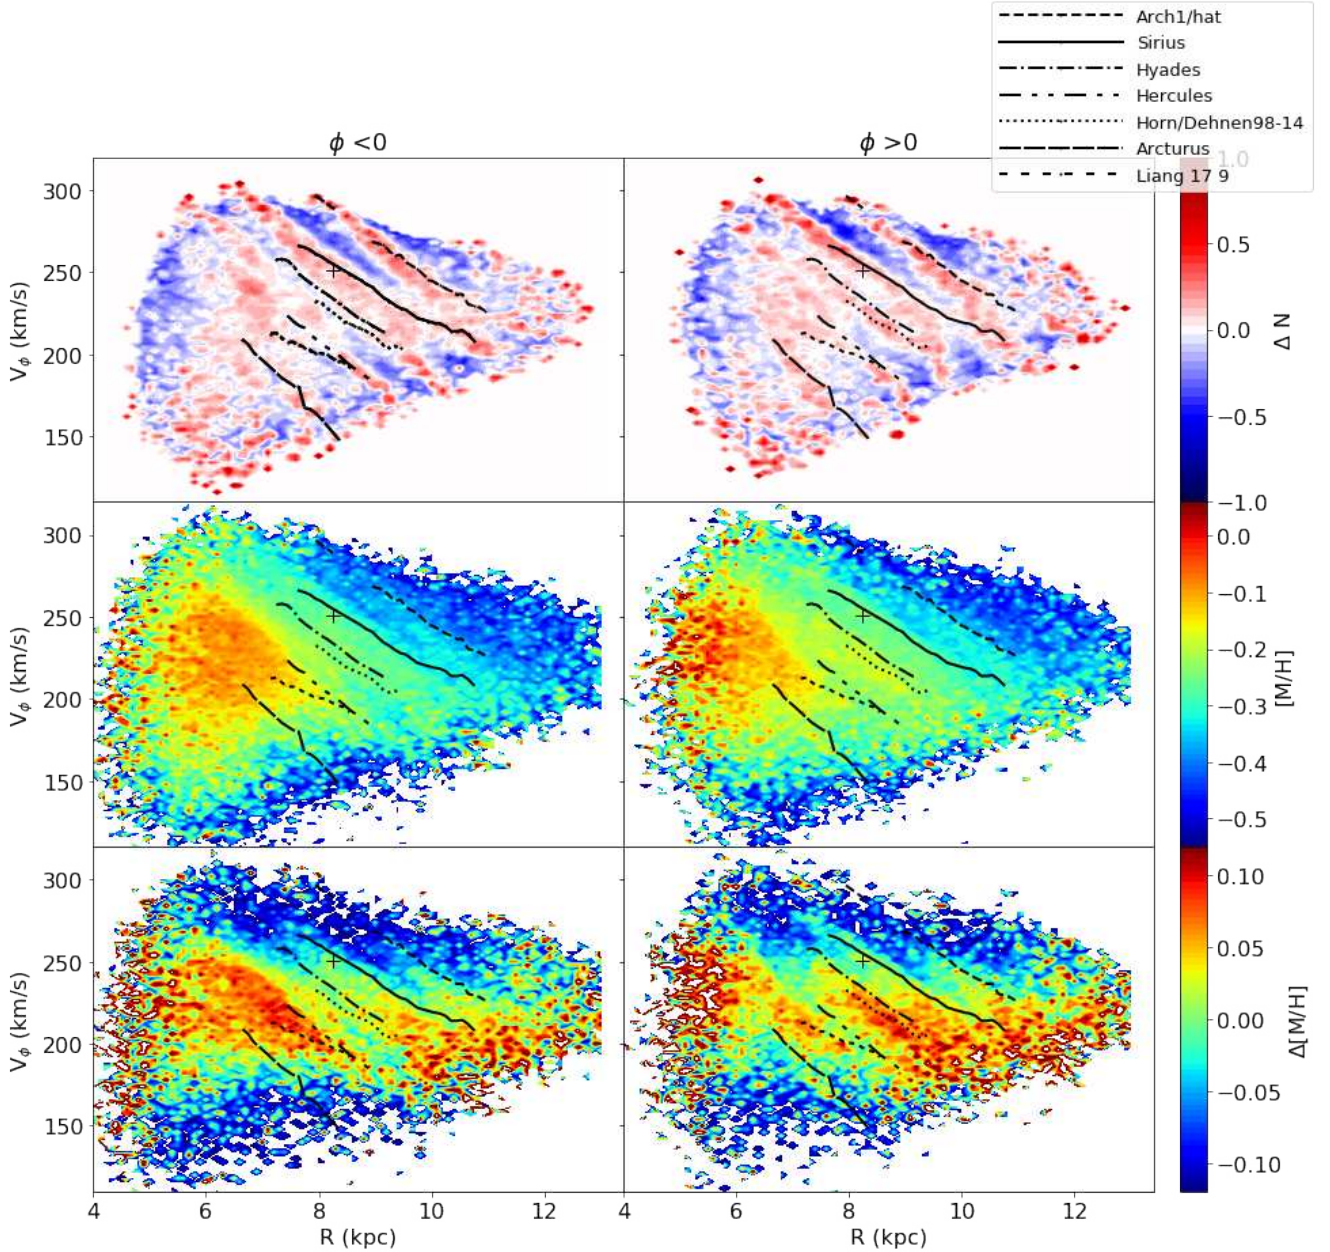 Arch1/hat
Sirius
Hyades
Hercules
Horn/Dehnen98-14
Arcturus
Liang 17 9
ϕ <0
ϕ >0
300
250
200
150
V_ϕ (km/s)
1.0
0.5
0.0
−0.5
−1.0
Δ N
300
250
200
150
V_ϕ (km/s)
0.0
−0.1
−0.2
−0.3
−0.4
−0.5
[M/H]
300
250
200
150
V_ϕ (km/s)
0.10
0.05
0.00
−0.05
−0.10
Δ[M/H]
4 6 8 10 12
4 6 8 10 12
R (kpc)
R (kpc)